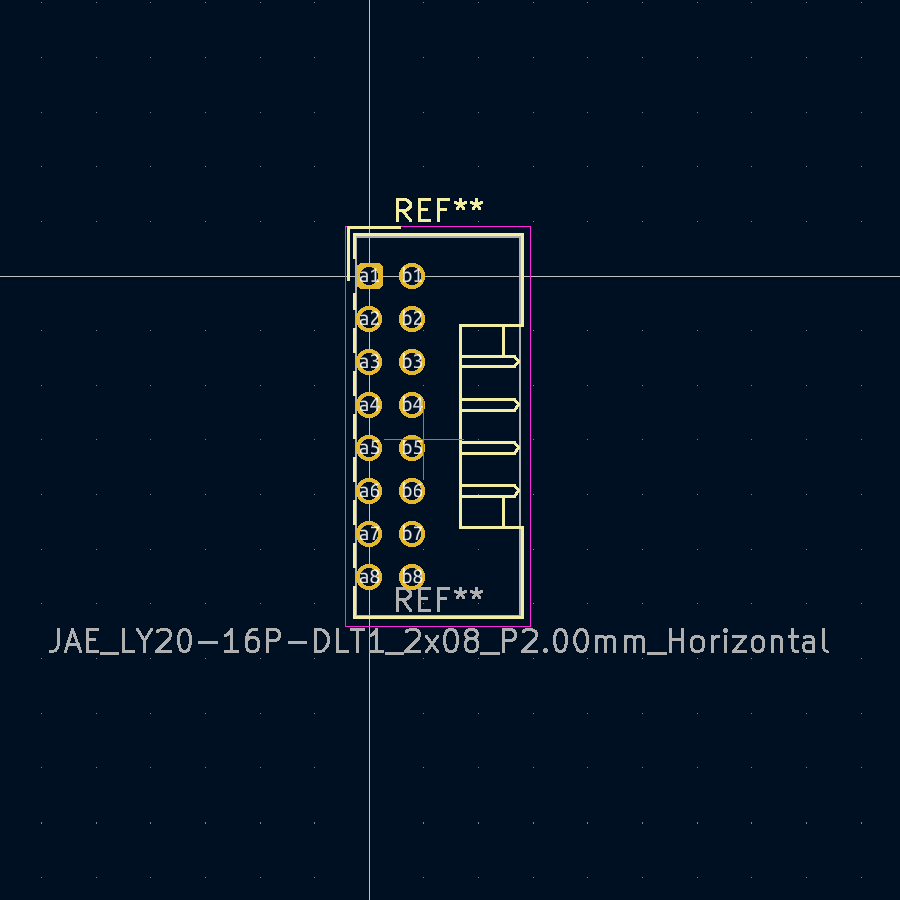 REF**
a1 b1
a2 b2
a3 b3
a4 b4
a5 b5
a6 b6
a7 b7
a8 b8
REF**
JAE_LY20-16P-DLT1_2x08_P2.00mm_Horizontal